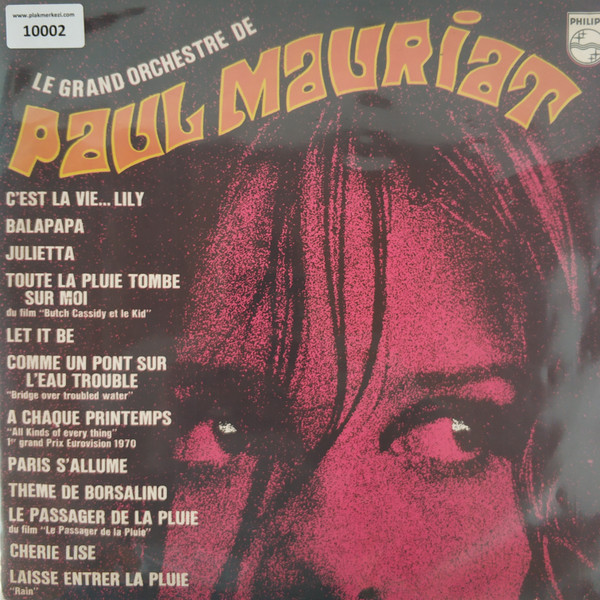 www.plakmerkezi.com
10002
PHILIPS
LE GRAND ORCHESTRE DE
PAUL MAURIAT
C'EST LA VIE... LILY
BALAPAPA
JULIETTA
TOUTE LA PLUIE TOMBE
SUR MOI
du film "Butch Cassidy et le Kid"
LET IT BE
COMME UN PONT SUR
L'EAU TROUBLE
"Bridge over troubled water"
A CHAQUE PRINTEMPS
"All Kinds of every thing"
1er grand Prix Eurovision 1970
PARIS S'ALLUME
THEME DE BORSALINO
LE PASSAGER DE LA PLUIE
du film "Le Passager de la Pluie"
CHERIE LISE
LAISSE ENTRER LA PLUIE
"Rain"